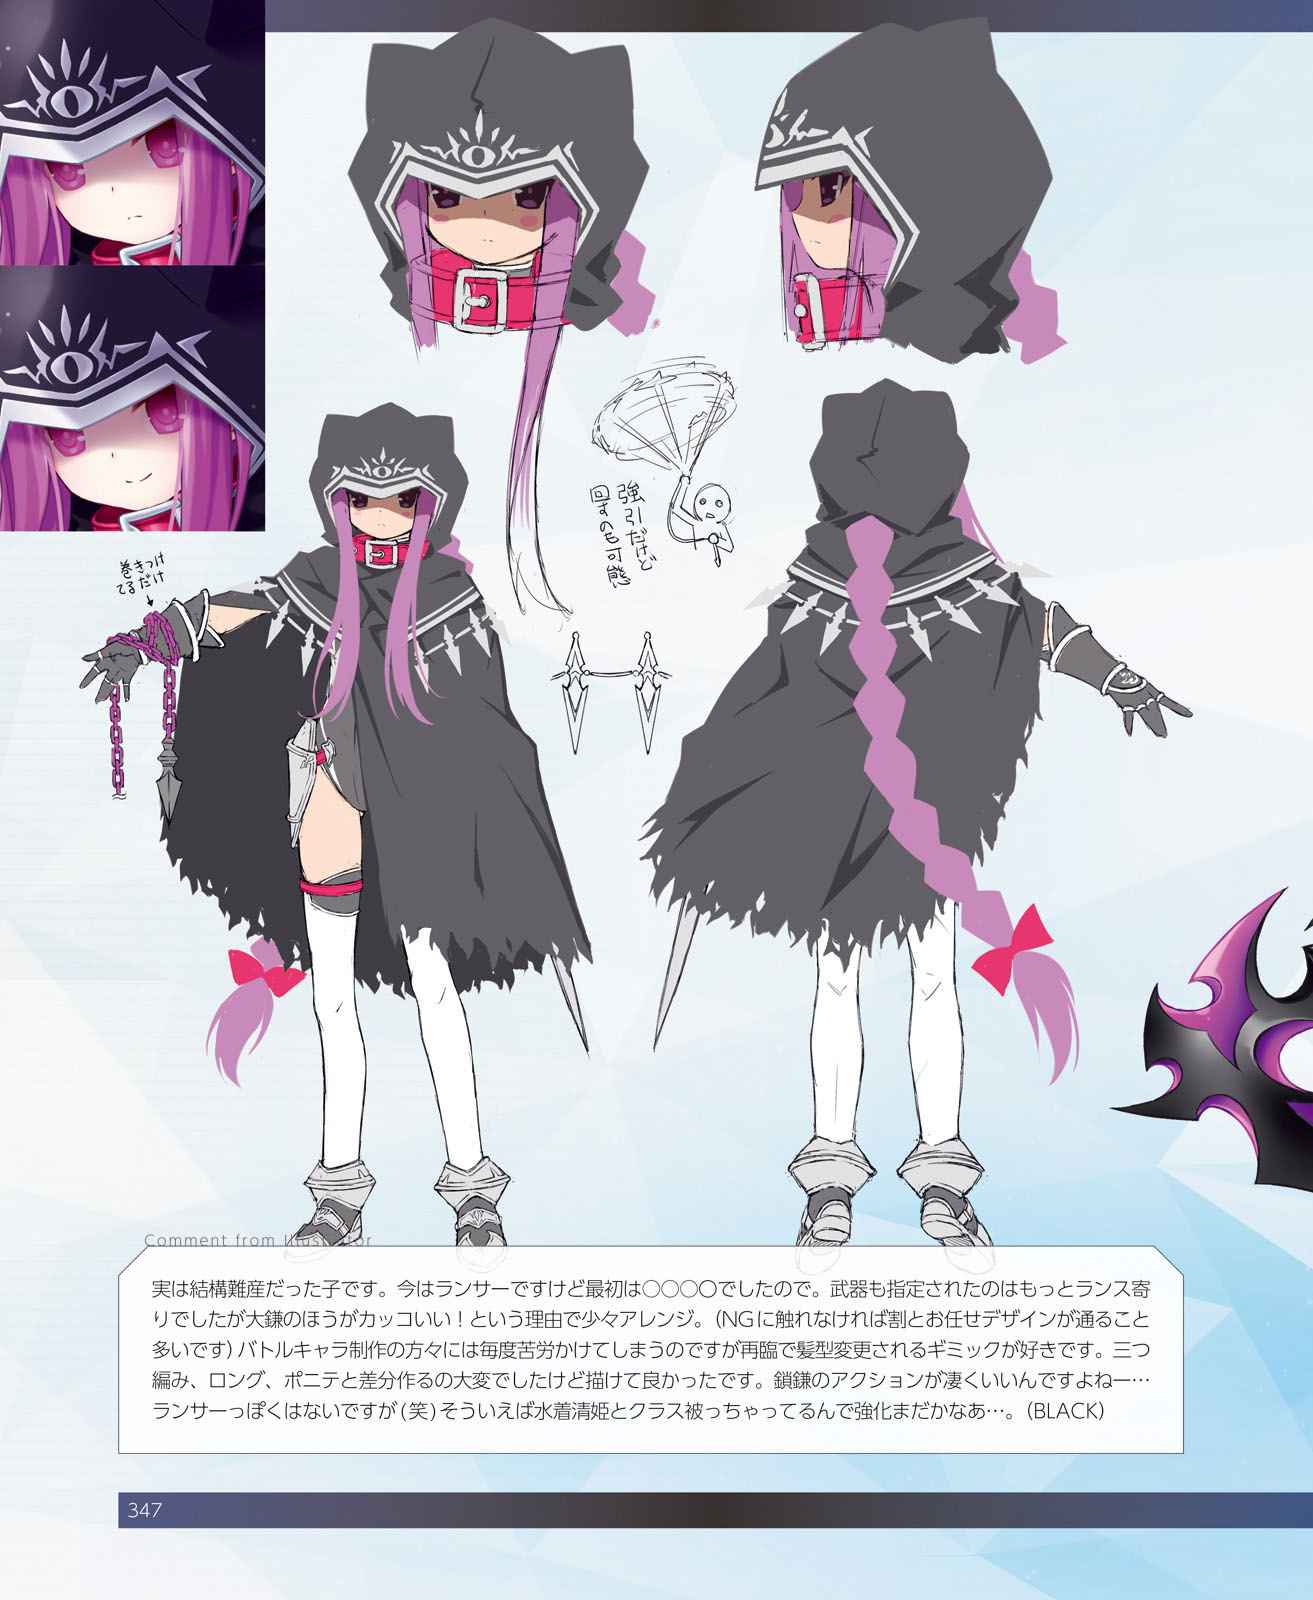 強引だけど
回すのも可態
巻きつけ
てるだけ
Comment from Illustrator
実は結構難産だった子です。今はランサーですけど最初は〇〇〇〇でしたので。武器も指定されたのはもっとランス寄
りでしたが大鎌のほうがカッコいい！という理由で少々アレンジ。（NGに触れなければ割とお任せデザインが通ること
多いです）バトルキャラ制作の方々には毎度苦労かけてしまうのですが再臨で髪型変更されるギミックが好きです。三つ
編み、ロング、ポニテと差分作るの大変でしたけど描けて良かったです。鎖鎌のアクションが凄くいいんですよねー…
ランサーっぽくはないですが（笑）そういえば水着清姫とクラス被っちゃってるんで強化まだかなあ…。（BLACK）
347